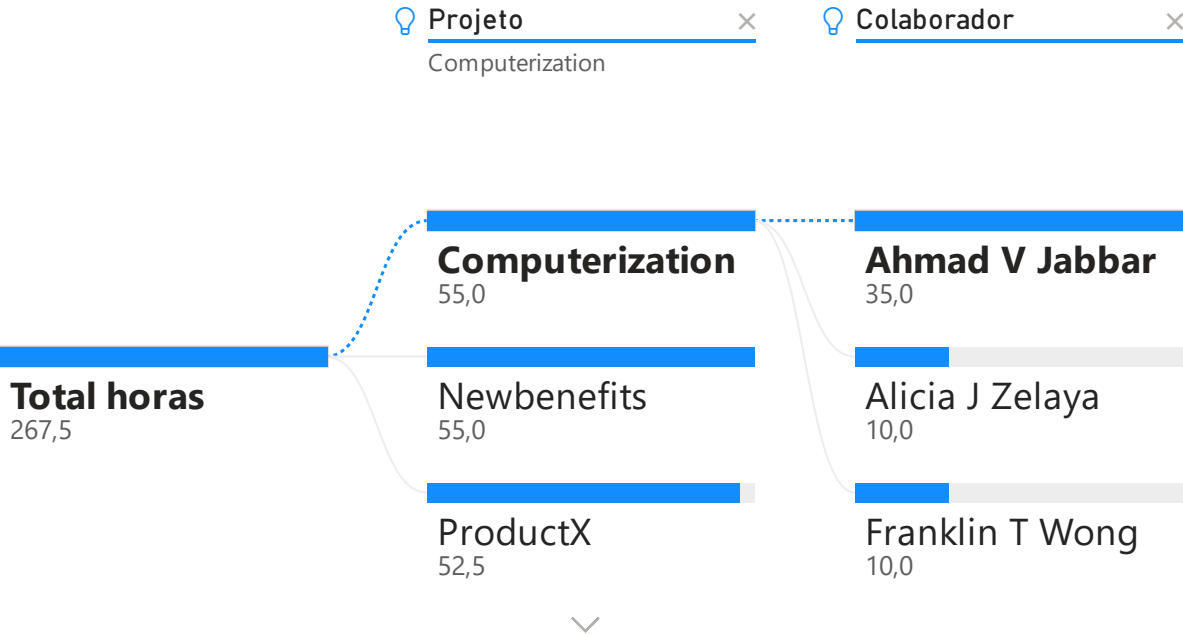 Projeto
Colaborador
Computerization
Computerization
55,0
Ahmad V Jabbar
35,0
Total horas
267,5
Newbenefits
55,0
Alicia J Zelaya
10,0
ProductX
52,5
Franklin T Wong
10,0